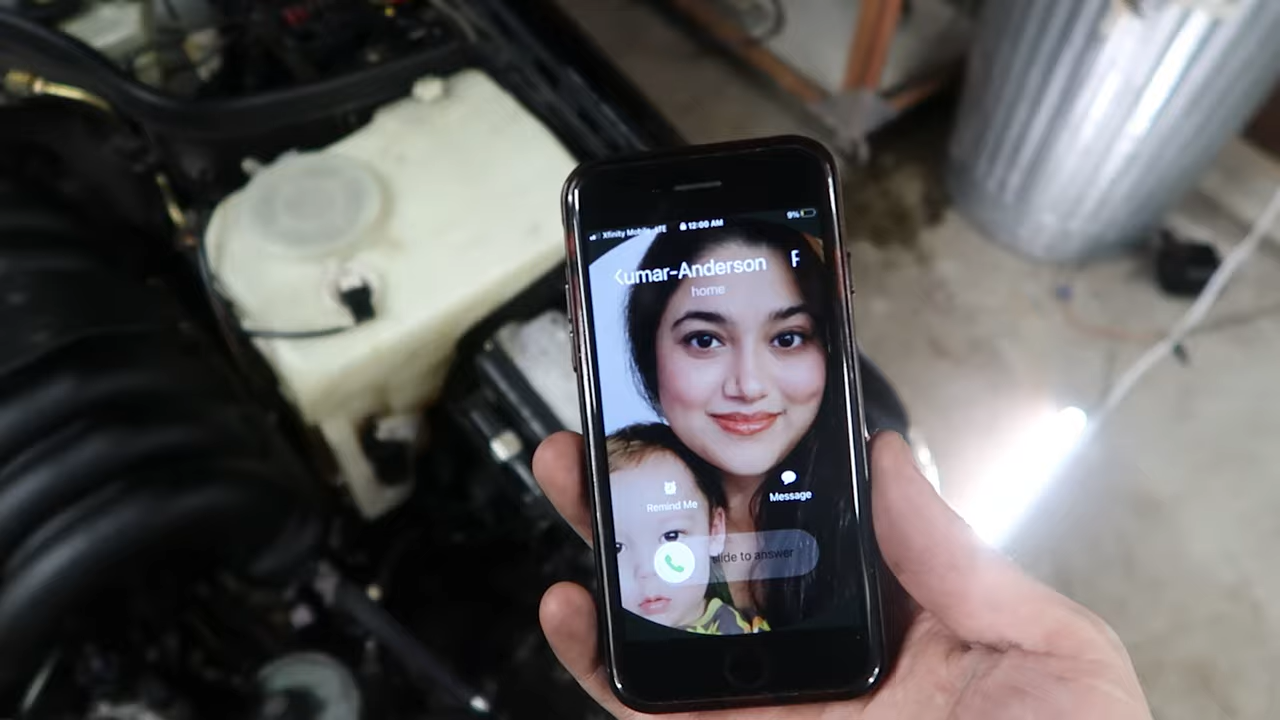 Xfinity Mobile LTE 12:00 AM 9%
Kumar-Anderson F
home
Remind Me Message
slide to answer